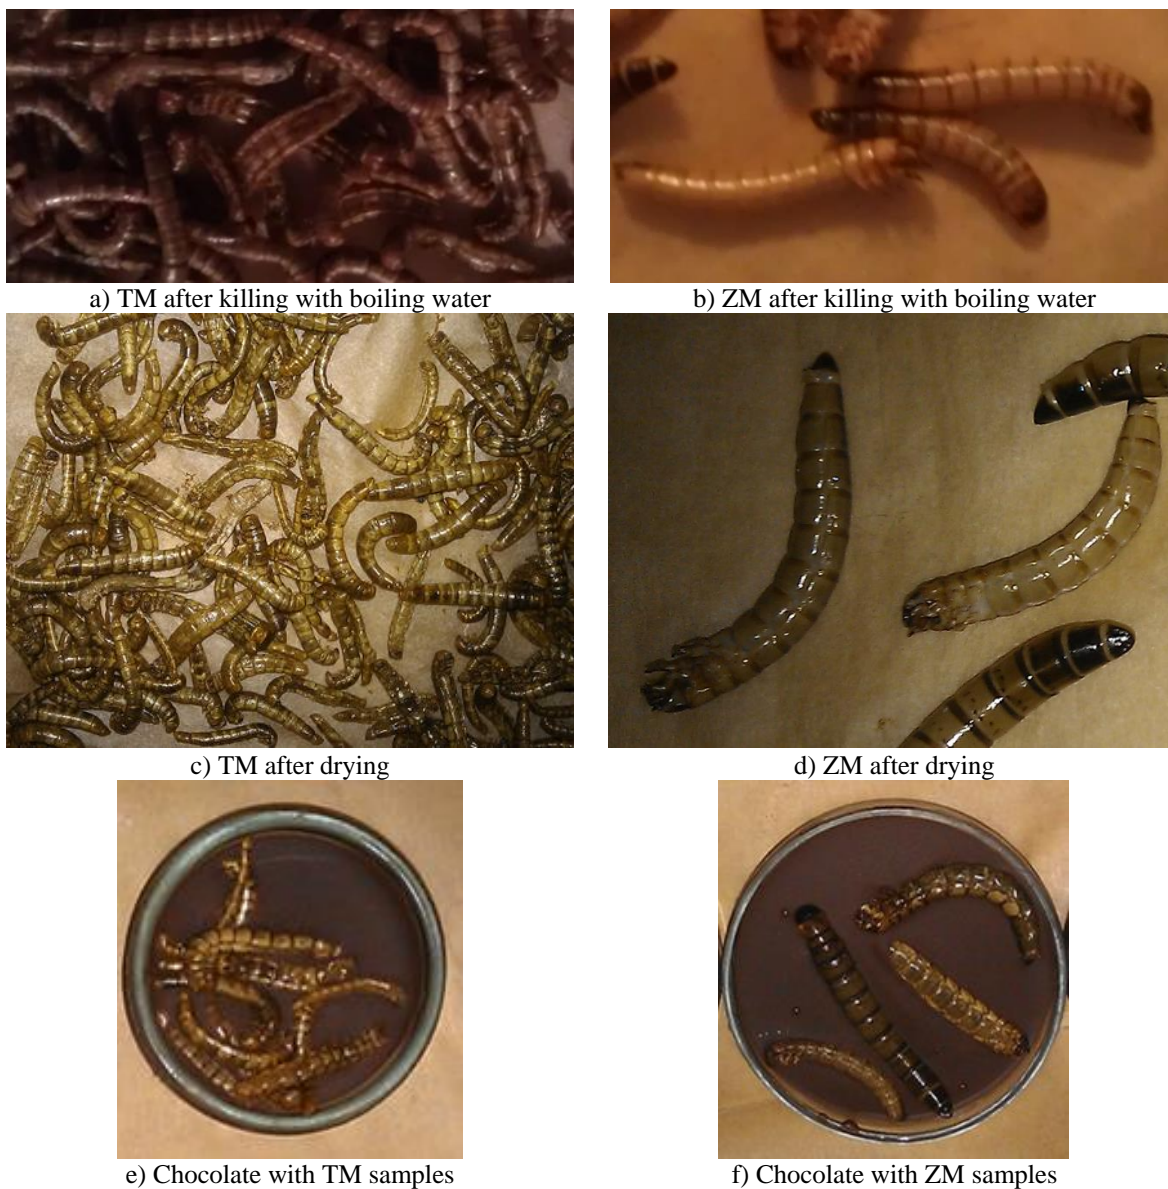 a) TM after killing with boiling water
b) ZM after killing with boiling water
c) TM after drying
d) ZM after drying
e) Chocolate with TM samples
f) Chocolate with ZM samples